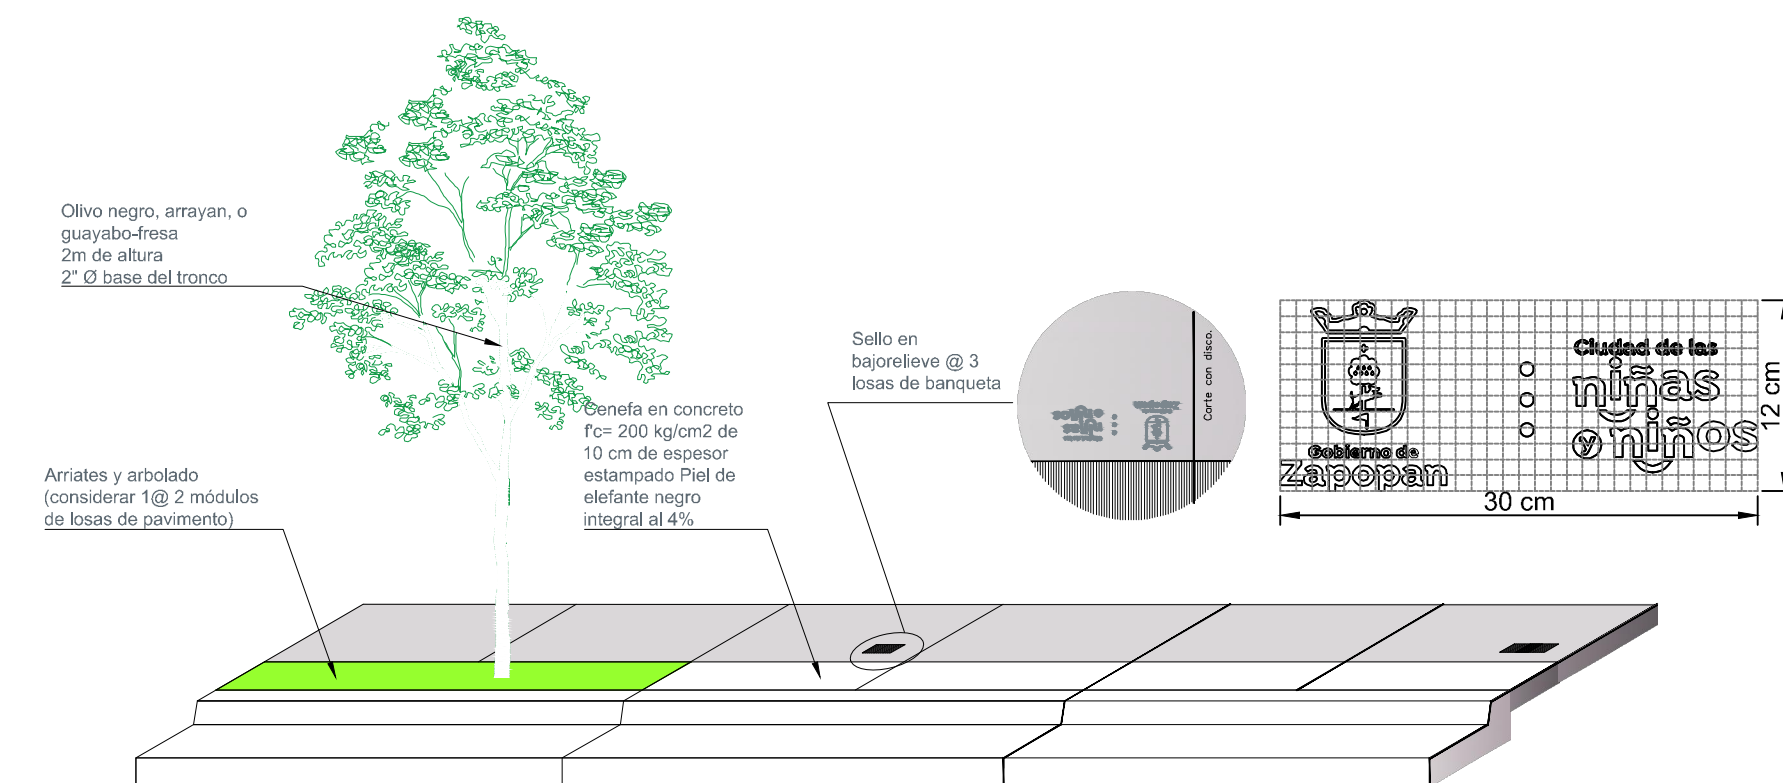 Olivo negro, arrayan, o
guayabo-fresa
2m de altura
2" Ø base del tronco
Arriates y arbolado
(considerar 1@ 2 módulos
de losas de pavimento)
Cenefa en concreto
f'c= 200 kg/cm2 de
10 cm de espesor
estampado Piel de
elefante negro
integral al 4%
Sello en
bajorelieve @ 3
losas de banqueta
Corte con disco.
Gobierno de
Zapopan
Ciudad de las
niñas
y niños
12 cm
30 cm